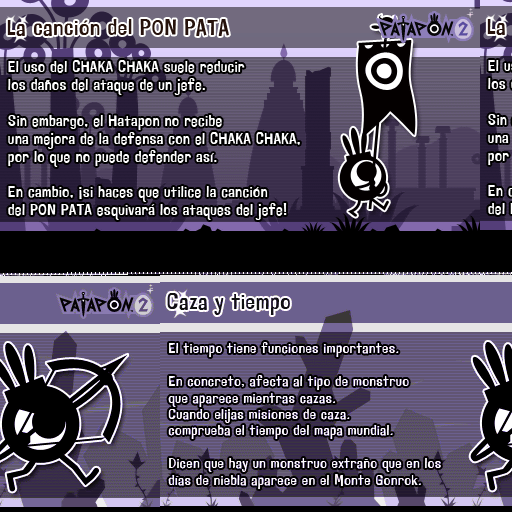 La canción del PON PATA
PATAPON 2
La
El uso del CHAKA CHAKA suele reducir
los daños del ataque de un jefe.
Sin embargo, el Hatapon no recibe
una mejora de la defensa con el CHAKA CHAKA,
por lo que no puede defender así.
En cambio, ¡si haces que utilice la canción
del PON PATA esquivará los ataques del jefe!
El u
los
Sin
una
por
En c
del
PATAPON 2
Caza y tiempo
El tiempo tiene funciones importantes.
En concreto, afecta al tipo de monstruo
que aparece mientras cazas.
Cuando elijas misiones de caza,
comprueba el tiempo del mapa mundial.
Dicen que hay un monstruo extraño que en los
días de niebla aparece en el Monte Gonrok.